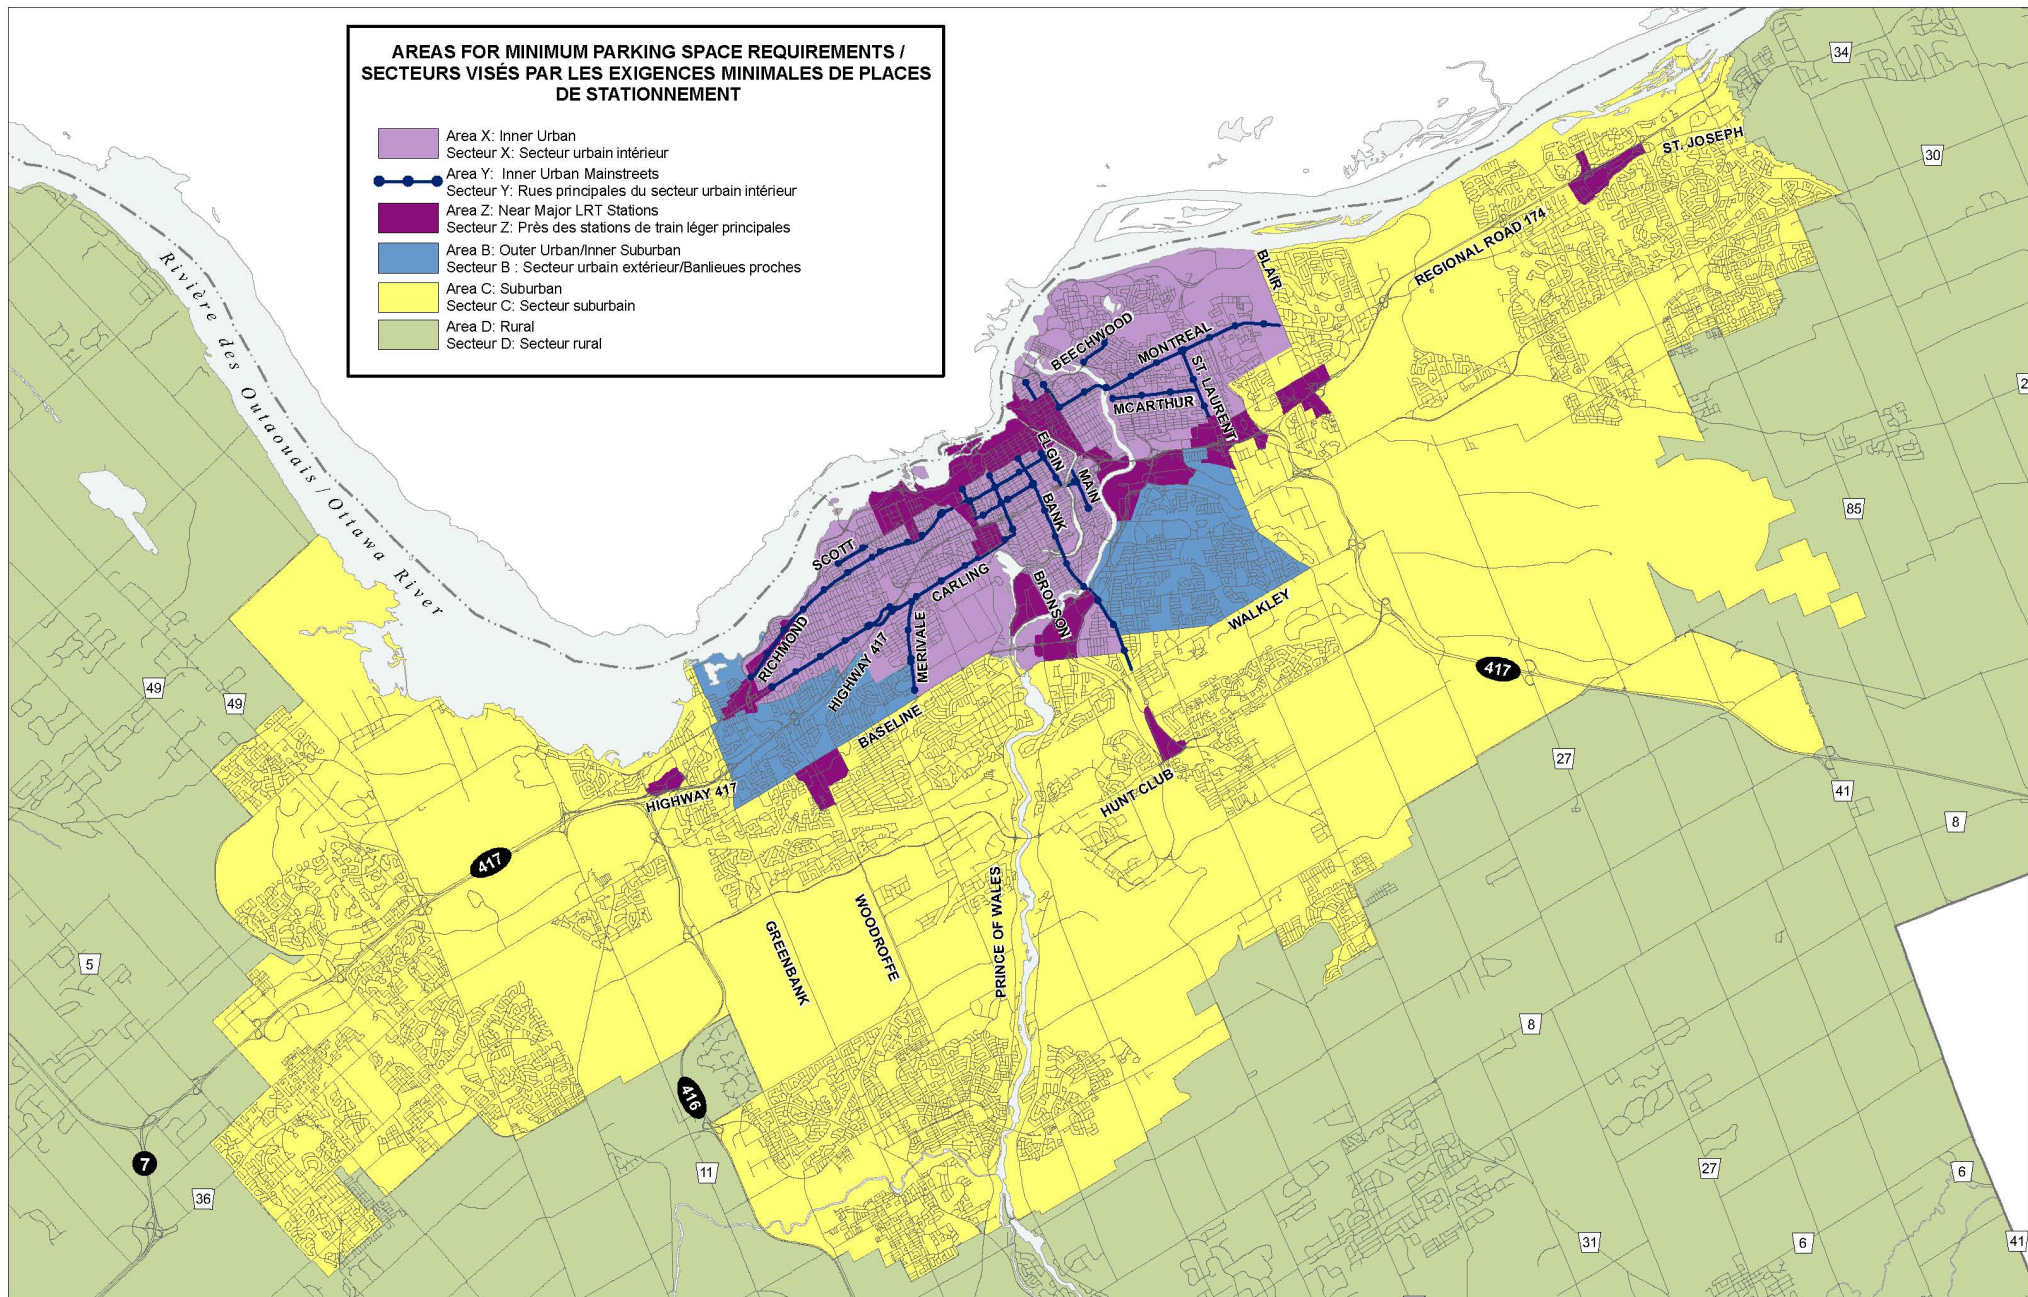 AREAS FOR MINIMUM PARKING SPACE REQUIREMENTS /
SECTEURS VISÉS PAR LES EXIGENCES MINIMALES DE PLACES
DE STATIONNEMENT
Area X: Inner Urban
Secteur X: Secteur urbain intérieur
Area Y: Inner Urban Mainstreets
Secteur Y: Rues principales du secteur urbain intérieur
Area Z: Near Major LRT Stations
Secteur Z: Près des stations de train léger principales
Area B: Outer Urban/Inner Suburban
Secteur B : Secteur urbain extérieur/Banlieues proches
Area C: Suburban
Secteur C: Secteur suburbain
Area D: Rural
Secteur D: Secteur rural
Rivière des Outaouais / Ottawa River
34
ST. JOSEPH
30
REGIONAL ROAD 174
BLAIR
BEECHWOOD
MONTREAL
ST. LAURENT
MCARTHUR
2
ELGIN
MAIN
BANK
85
SCOTT
CARLING
BRONSON
WALKLEY
RICHMOND
HIGHWAY 417
MERIVALE
417
49
49
BASELINE
27
HIGHWAY 417
HUNT CLUB
41
8
417
WOODROFFE
PRINCE OF WALES
GREENBANK
5
8
416
7
11
27
6
36
31
6
41